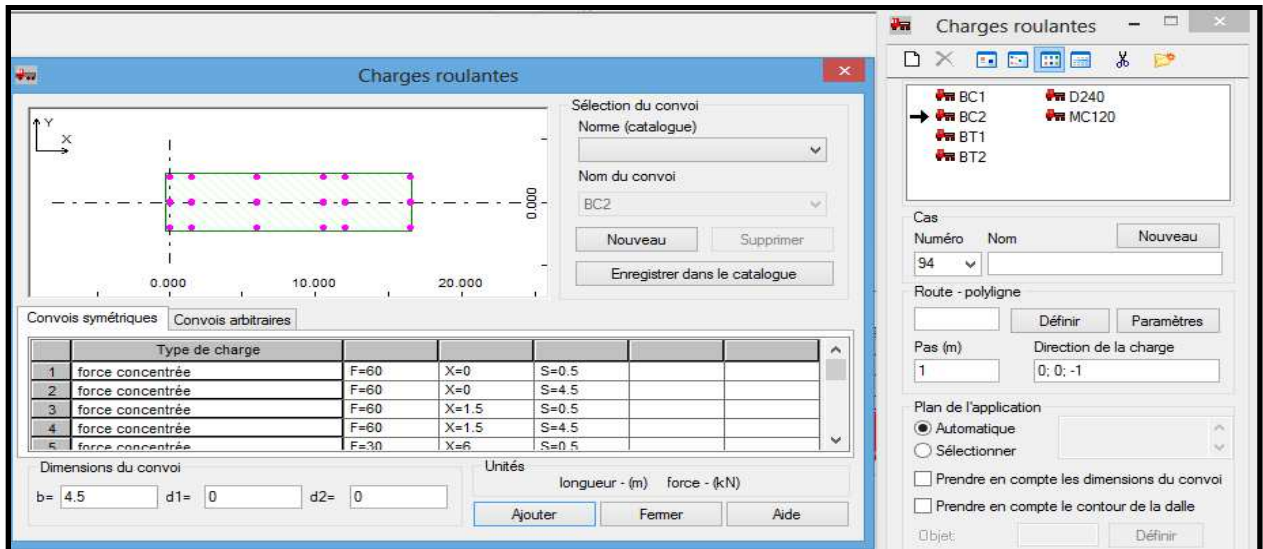 Charges roulantes
Y
X
0.000
0.000
10.000
20.000
Sélection du convoi
Norme (catalogue)
Nom du convoi
BC2
Nouveau
Supprimer
Enregistrer dans le catalogue
Convois symétriques
Convois arbitraires
Type de charge
1 force concentrée F=60 X=0 S=0.5
2 force concentrée F=60 X=0 S=4.5
3 force concentrée F=60 X=1.5 S=0.5
4 force concentrée F=60 X=1.5 S=4.5
5 force concentrée F=30 X=6 S=0.5
Dimensions du convoi
b= 4.5 d1= 0 d2= 0
Unités
longueur - (m) force - (kN)
Ajouter Fermer Aide
Charges roulantes
BC1 D240
BC2 MC120
BT1
BT2
Cas
Numéro Nom Nouveau
94
Route - polyligne
Définir Paramètres
Pas (m) Direction de la charge
1 0; 0; -1
Plan de l'application
Automatique
Sélectionner
Prendre en compte les dimensions du convoi
Prendre en compte le contour de la dalle
Objet: Définir